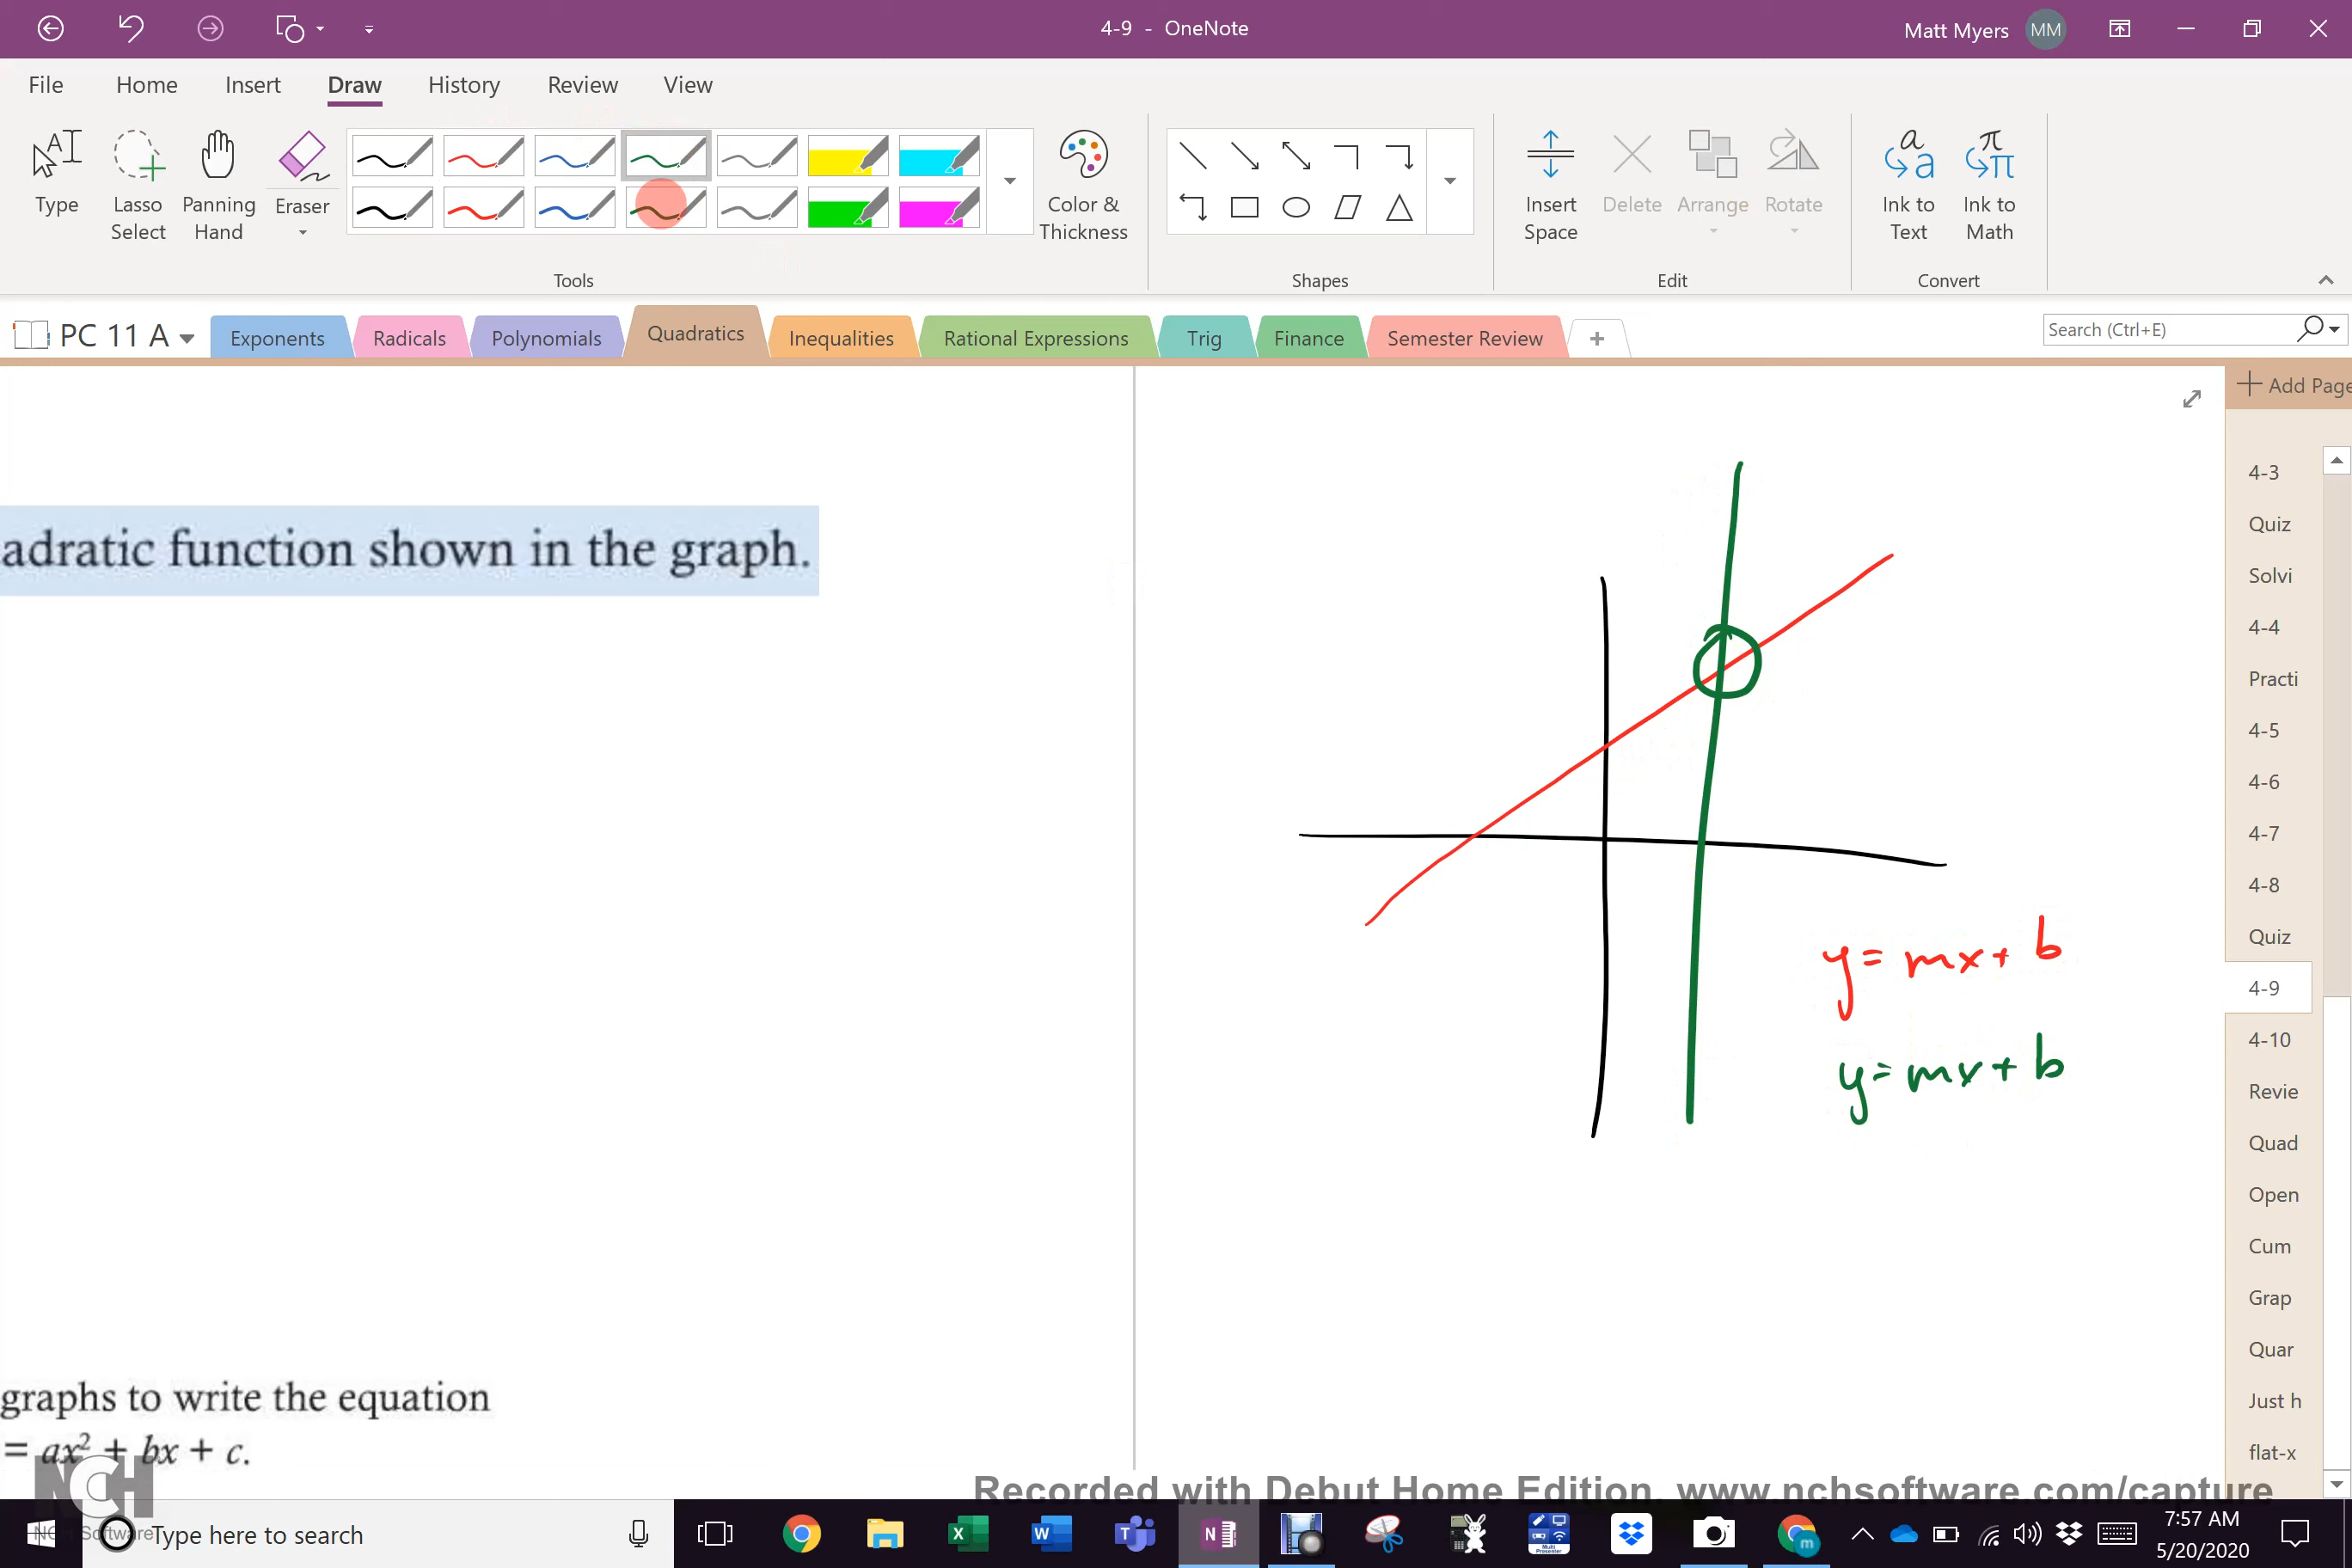 4-9 - OneNote
Matt Myers MM
File Home Insert Draw History Review View
Type
Lasso Select
Panning Hand
Eraser
Color & Thickness
Insert Space
Delete
Arrange
Rotate
Ink to Text
Ink to Math
Tools
Shapes
Edit
Convert
PC 11 A
Exponents Radicals Polynomials Quadratics Inequalities Rational Expressions Trig Finance Semester Review
Search (Ctrl+E)
Add Page
adratic function shown in the graph.
y = mx + b
y = mx + b
graphs to write the equation
= ax² + bx + c.
4-3
Quiz
Solvi
4-4
Practi
4-5
4-6
4-7
4-8
Quiz
4-9
4-10
Revie
Quad
Open
Cum
Grap
Quar
Just h
flat-x
NCH
NCH Software
Recorded with Debut Home Edition. www.nchsoftware.com/capture
Type here to search
7:57 AM
5/20/2020